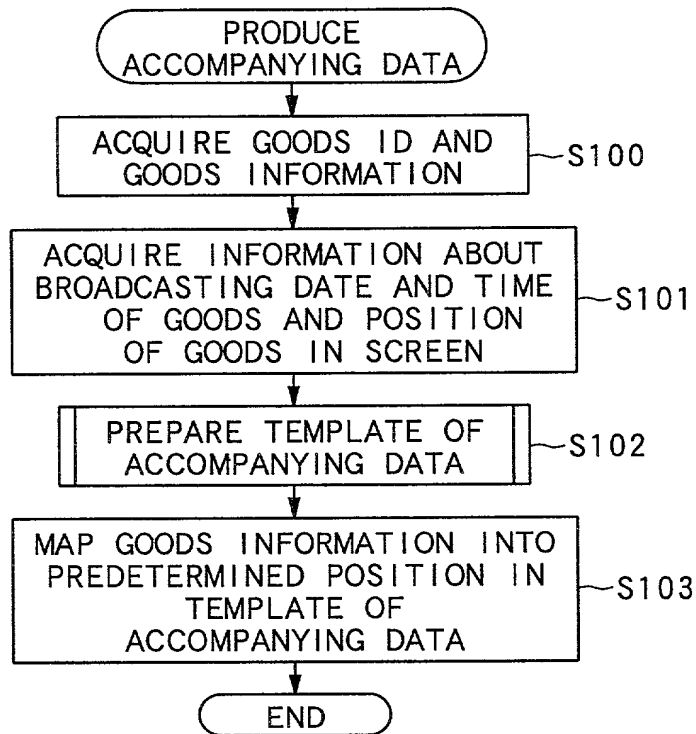 PRODUCE
ACCOMPANYING DATA
ACQUIRE GOODS ID AND
GOODS INFORMATION
S100
ACQUIRE INFORMATION ABOUT
BROADCASTING DATE AND TIME
OF GOODS AND POSITION
OF GOODS IN SCREEN
S101
PREPARE TEMPLATE OF
ACCOMPANYING DATA
S102
MAP GOODS INFORMATION INTO
PREDETERMINED POSITION IN
TEMPLATE OF
ACCOMPANYING DATA
S103
END